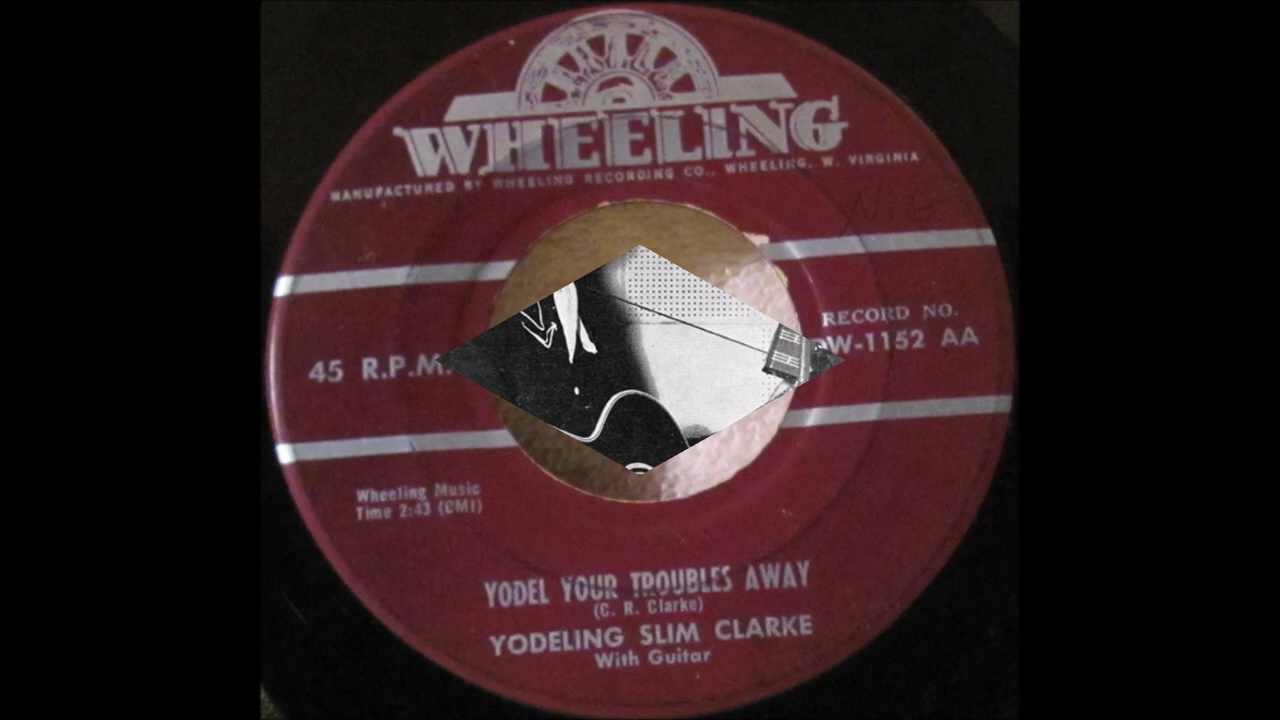 WHEELING
MANUFACTURED BY WHEELING RECORDING CO., WHEELING, W. VIRGINIA
N.G
RECORD NO.
W-1152 AA
45 R.P.M.
Wheeling Music
Time 2:43 (BMI)
YODEL YOUR TROUBLES AWAY
(C. R. Clarke)
YODELING SLIM CLARKE
With Guitar